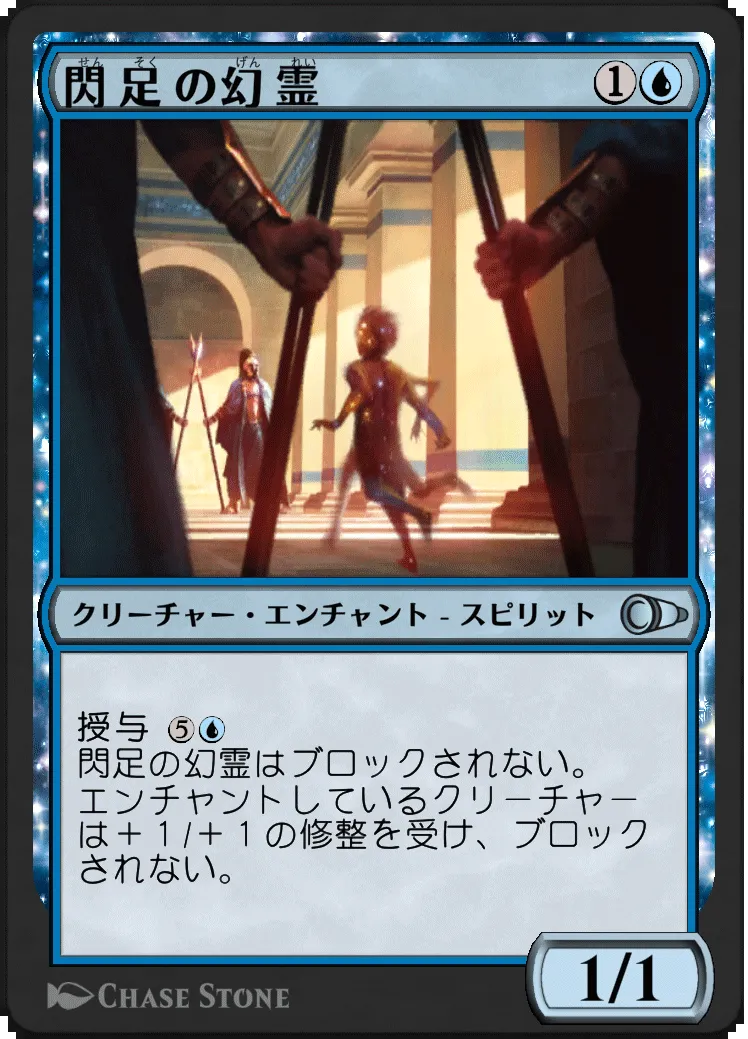 閃足の幻霊 1
クリーチャー・エンチャント - スピリット
授与 5
閃足の幻霊はブロックされない。
エンチャントしているクリーチャー
は+1/+1の修整を受け、ブロック
されない。
1/1
CHASE STONE